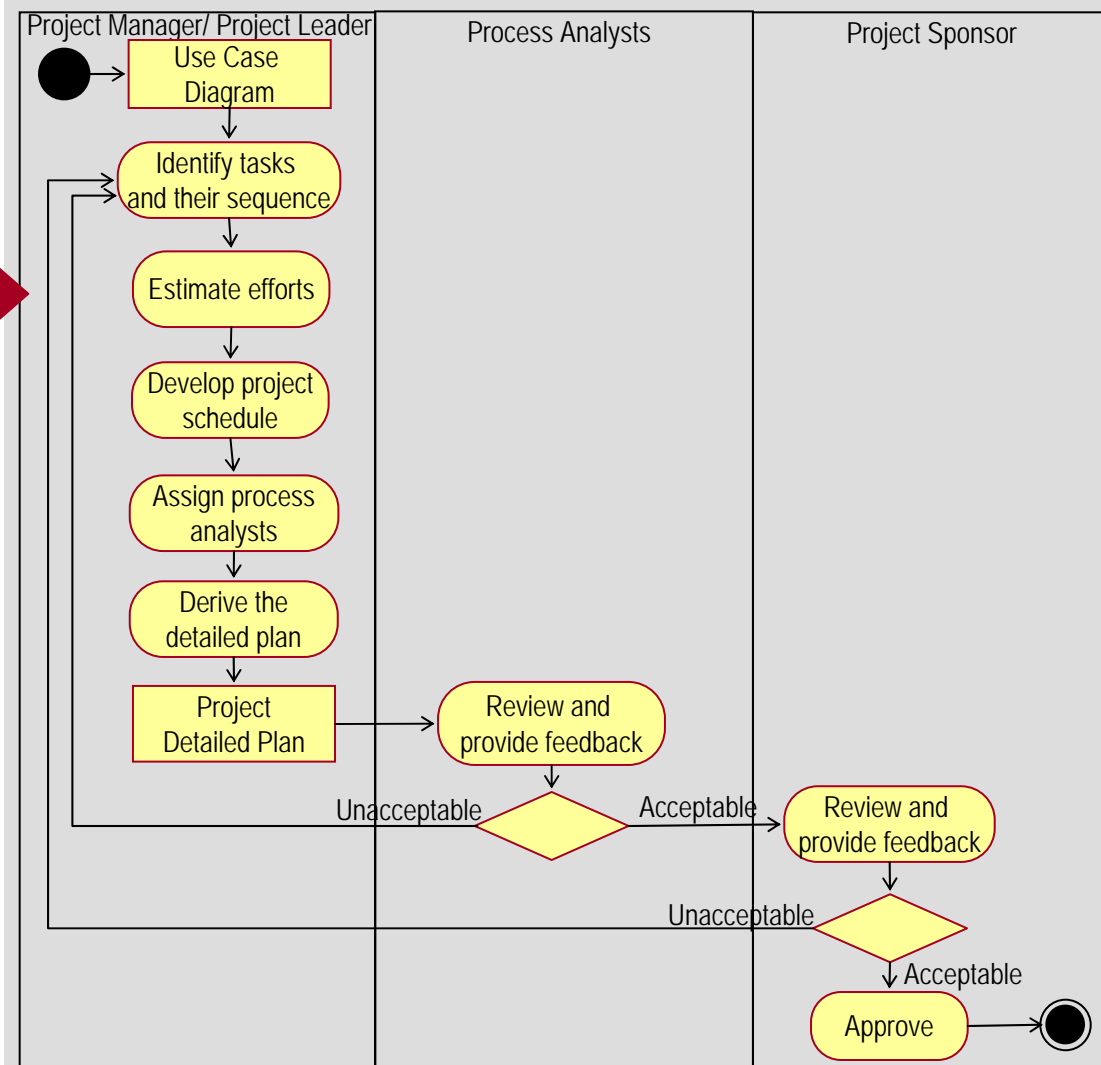 Project Manager/ Project Leader
Process Analysts
Project Sponsor
Use Case
Diagram
Identify tasks
and their sequence
Estimate efforts
Develop project
schedule
Assign process
analysts
Derive the
detailed plan
Project
Detailed Plan
Review and
provide feedback
Unacceptable
Acceptable
Review and
provide feedback
Unacceptable
Acceptable
Approve